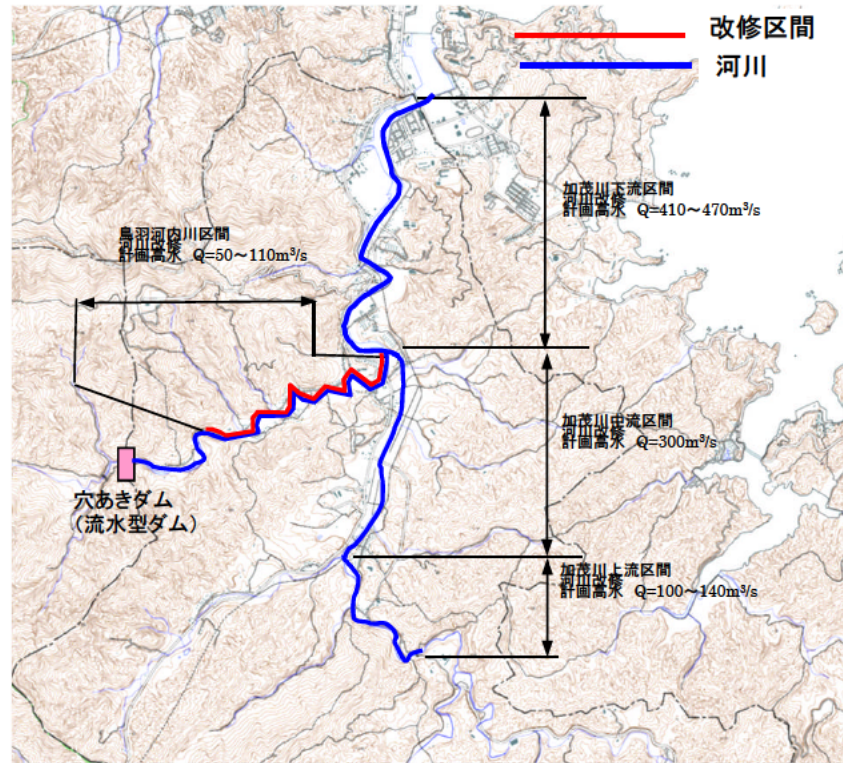 改修区間
河川
加茂川下流区間
河川改修
計画高水 Q=410～470m³/s
鳥羽河内川区間
河川改修
計画高水 Q=50～110m³/s
加茂川中流区間
河川改修
計画高水 Q=300m³/s
穴あきダム
（流水型ダム）
加茂川上流区間
河川改修
計画高水 Q=100～140m³/s